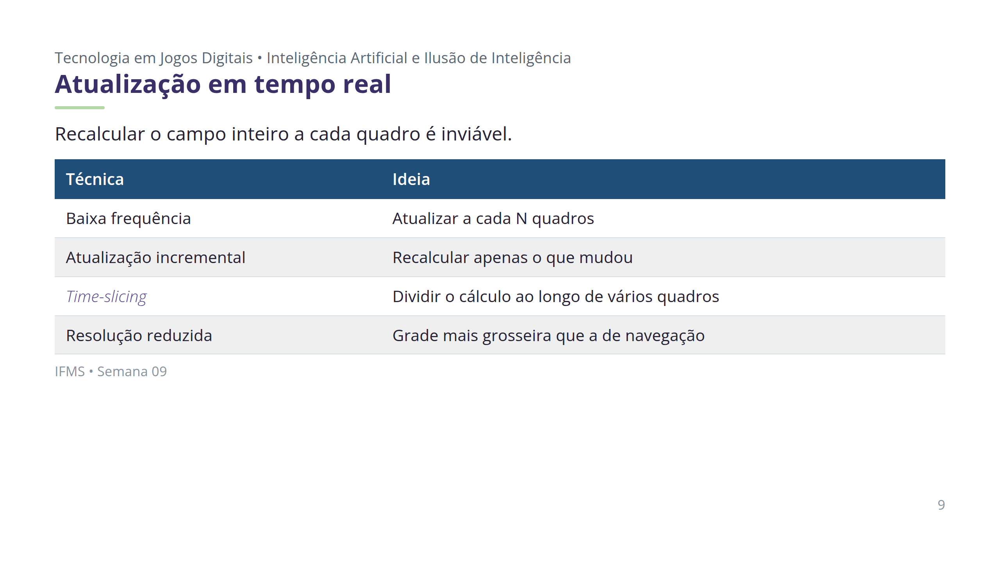 Tecnologia em Jogos Digitais • Inteligência Artificial e Ilusão de Inteligência
Atualização em tempo real
Recalcular o campo inteiro a cada quadro é inviável.
Técnica Ideia
Baixa frequência Atualizar a cada N quadros
Atualização incremental Recalcular apenas o que mudou
Time-slicing Dividir o cálculo ao longo de vários quadros
Resolução reduzida Grade mais grosseira que a de navegação
IFMS • Semana 09
9